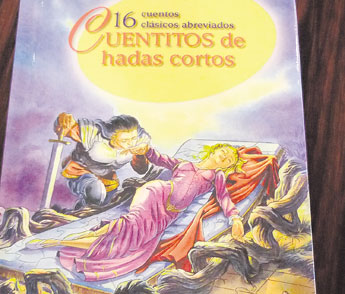 16 cuentos
clásicos abreviados
CUENTITOS de
hadas cortos